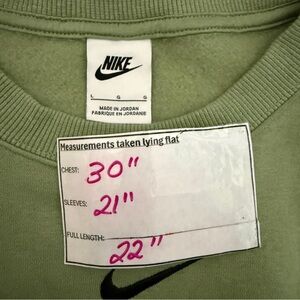 NIKE
L G G
MADE IN JORDAN
FABRIQUÉ EN JORDANIE
Measurements taken lying flat
CHEST: 30"
SLEEVES: 21"
FULL LENGTH: 22"